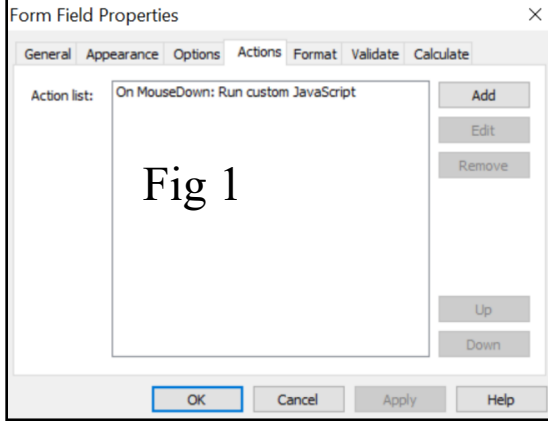 Form Field Properties
General Appearance Options Actions Format Validate Calculate
Action list:
On MouseDown: Run custom JavaScript
Add
Edit
Remove
Fig 1
Up
Down
OK Cancel Apply Help